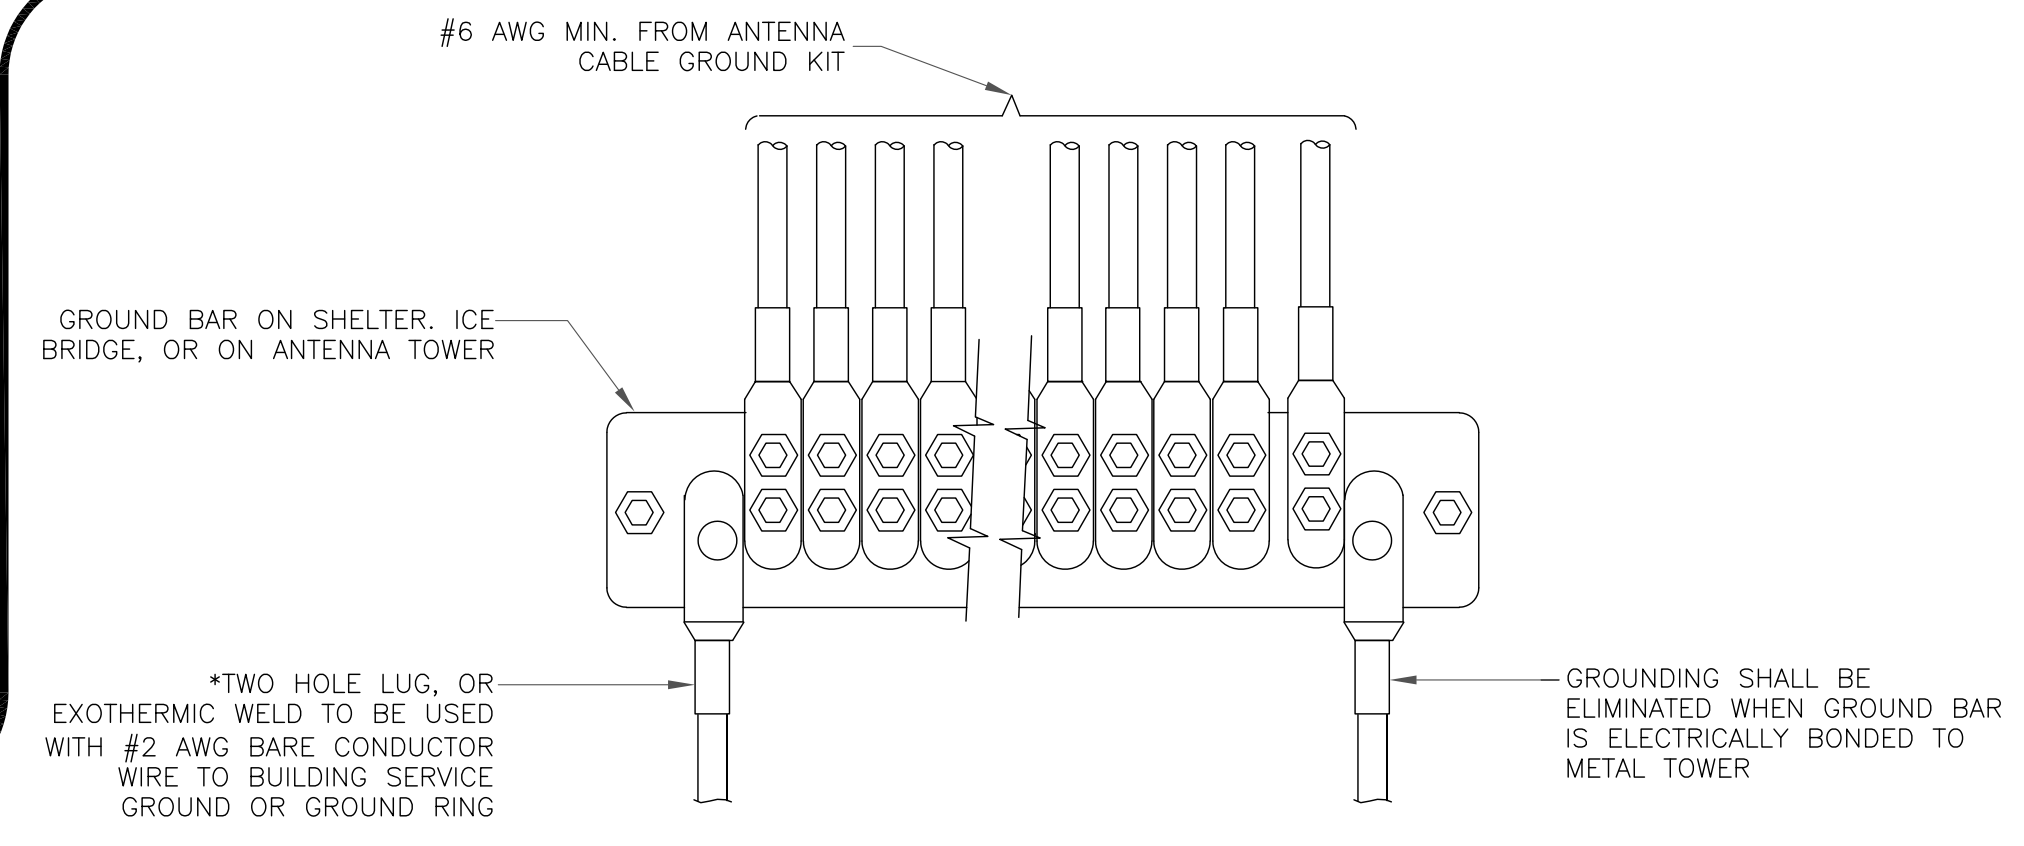 #6 AWG MIN. FROM ANTENNA
CABLE GROUND KIT
GROUND BAR ON SHELTER. ICE
BRIDGE, OR ON ANTENNA TOWER
*TWO HOLE LUG, OR
EXOTHERMIC WELD TO BE USED
WITH #2 AWG BARE CONDUCTOR
WIRE TO BUILDING SERVICE
GROUND OR GROUND RING
GROUNDING SHALL BE
ELIMINATED WHEN GROUND BAR
IS ELECTRICALLY BONDED TO
METAL TOWER